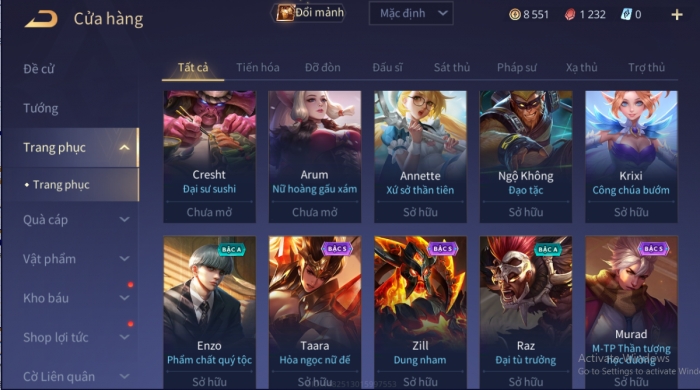 Cửa hàng
Đổi mảnh
Mặc định
8 551
1 232
0
Đề cử
Tướng
Trang phục
Trang phục
Quà cáp
Vật phẩm
Kho báu
Shop lợi tức
Cờ Liên quân
Tất cả
Tiến hóa
Đỡ đòn
Đấu sĩ
Sát thủ
Pháp sư
Xạ thủ
Trợ thủ
Cresht
Đại sư sushi
Chưa mở
Arum
Nữ hoàng gấu xám
Chưa mở
Annette
Xứ sở thần tiên
Sở hữu
Ngộ Không
Đạo tặc
Sở hữu
Krixi
Công chúa bướm
Sở hữu
BẬC A
Enzo
Phẩm chất quý tộc
Sở hữu
BẬC S
Taara
Hỏa ngọc nữ đế
Sở hữu
BẬC S
Zill
Dung nham
Sở hữu
BẬC A
Raz
Đại tù trưởng
Sở hữu
BẬC S
Murad
M-TP Thần tượng
học đường
Sở hữu
Activate Windows
Go to Settings to activate Wind